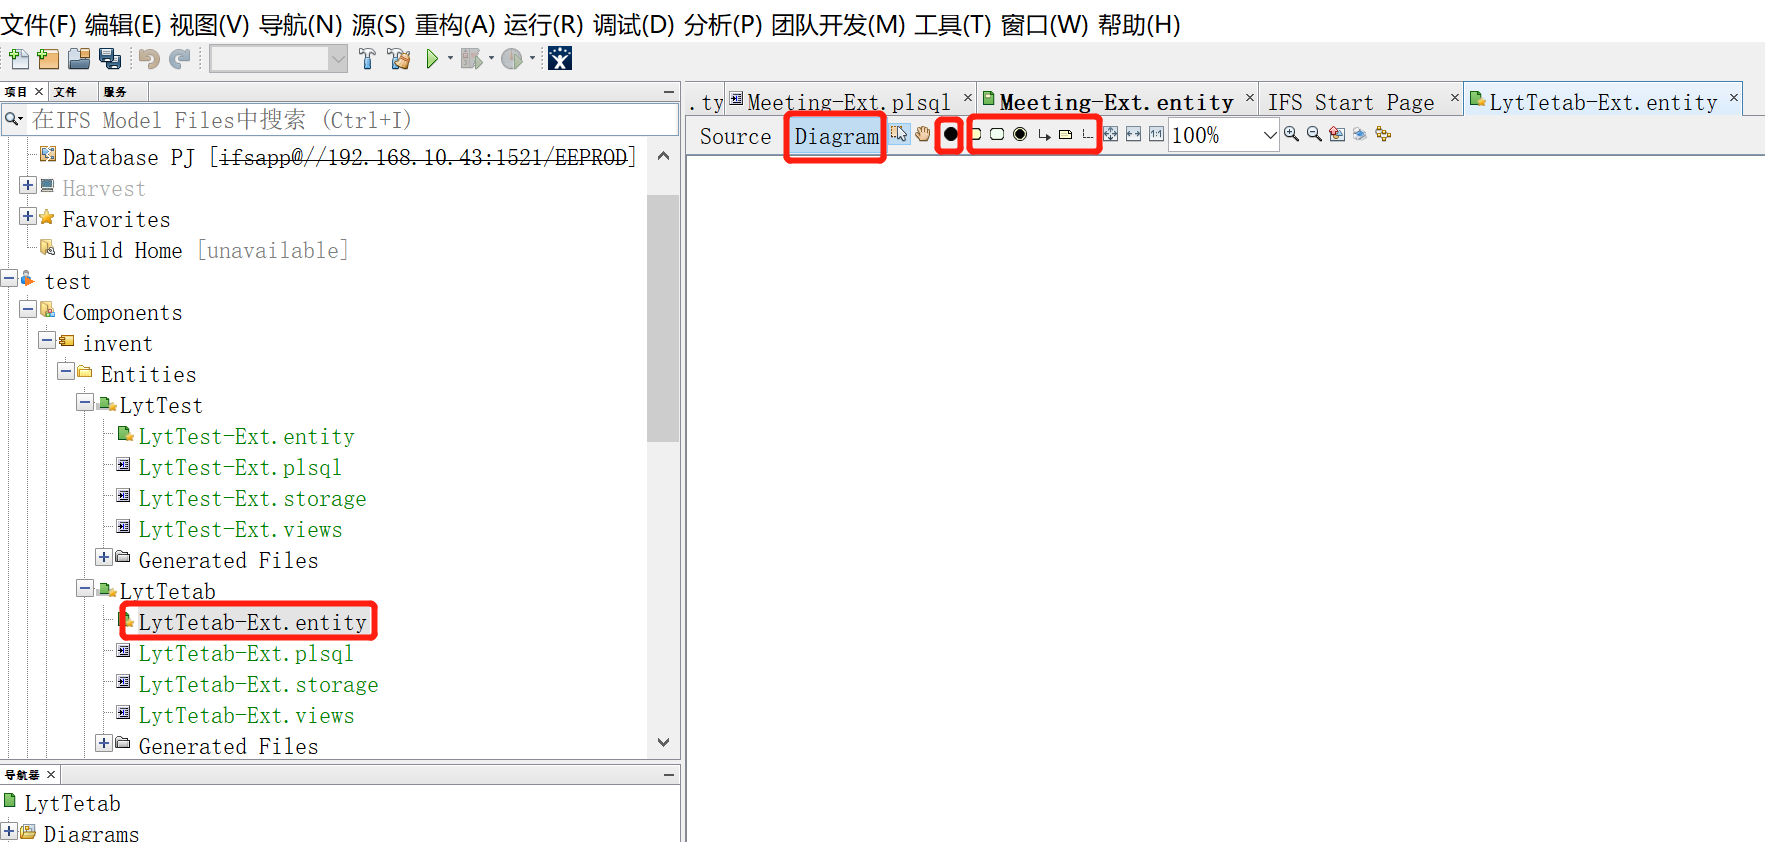 文件(F) 编辑(E) 视图(V) 导航(N) 源(S) 重构(A) 运行(R) 调试(D) 分析(P) 团队开发(M) 工具(T) 窗口(W) 帮助(H)
项目 文件 服务
在IFS Model Files中搜索 (Ctrl+I)
Database PJ [ifsapp@//192.168.10.43:1521/EEPROD]
Harvest
Favorites
Build Home [unavailable]
test
Components
invent
Entities
LytTest
LytTest-Ext.entity
LytTest-Ext.plsql
LytTest-Ext.storage
LytTest-Ext.views
Generated Files
LytTetab
LytTetab-Ext.entity
LytTetab-Ext.plsql
LytTetab-Ext.storage
LytTetab-Ext.views
Generated Files
导航器
LytTetab
Diagrams
.ty Meeting-Ext.plsql Meeting-Ext.entity IFS Start Page LytTetab-Ext.entity
Source Diagram 1:1 100%